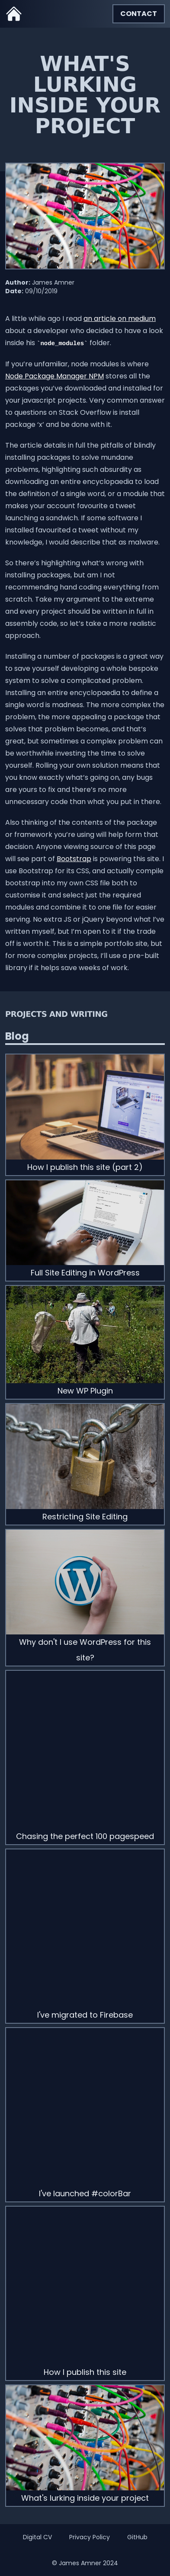 CONTACT
WHAT'S
LURKING
INSIDE YOUR
PROJECT
Author: James Amner
Date: 09/10/2019
A little while ago I read an article on medium
about a developer who decided to have a look
inside his `node_modules` folder.
If you're unfamiliar, node modules is where
Node Package Manager NPM stores all the
packages you've downloaded and installed for
your javascript projects. Very common answer
to questions on Stack Overflow is install
package 'x' and be done with it.
The article details in full the pitfalls of blindly
installing packages to solve mundane
problems, highlighting such absurdity as
downloading an entire encyclopaedia to load
the definition of a single word, or a module that
means your account favourite a tweet
launching a sandwich. If some software I
installed favourited a tweet without my
knowledge, I would describe that as malware.
So there's highlighting what's wrong with
installing packages, but am I not
recommending hand coding everything from
scratch. Take my argument to the extreme
and every project should be written in full in
assembly code, so let's take a more realistic
approach.
Installing a number of packages is a great way
to save yourself developing a whole bespoke
system to solve a complicated problem.
Installing an entire encyclopaedia to define a
single word is madness. The more complex the
problem, the more appealing a package that
solves that problem becomes, and that's
great, but sometimes a complex problem can
be worthwhile investing the time to solve
yourself. Rolling your own solution means that
you know exactly what's going on, any bugs
are yours to fix and there's no more
unnecessary code than what you put in there.
Also thinking of the contents of the package
or framework you're using will help form that
decision. Anyone viewing source of this page
will see part of Bootstrap is powering this site. I
use Bootstrap for its CSS, and actually compile
bootstrap into my own CSS file both to
customise it and select just the required
modules and combine it to one file for easier
serving. No extra JS or jQuery beyond what I've
written myself, but I'm open to it if the trade
off is worth it. This is a simple portfolio site, but
for more complex projects, I'll use a pre-built
library if it helps save weeks of work.
PROJECTS AND WRITING
Blog
How I publish this site (part 2)
Full Site Editing in WordPress
New WP Plugin
Restricting Site Editing
Why don't I use WordPress for this
site?
Chasing the perfect 100 pagespeed
I've migrated to Firebase
I've launched #colorBar
How I publish this site
What's lurking inside your project
Digital CV
Privacy Policy
GitHub
© James Amner 2024